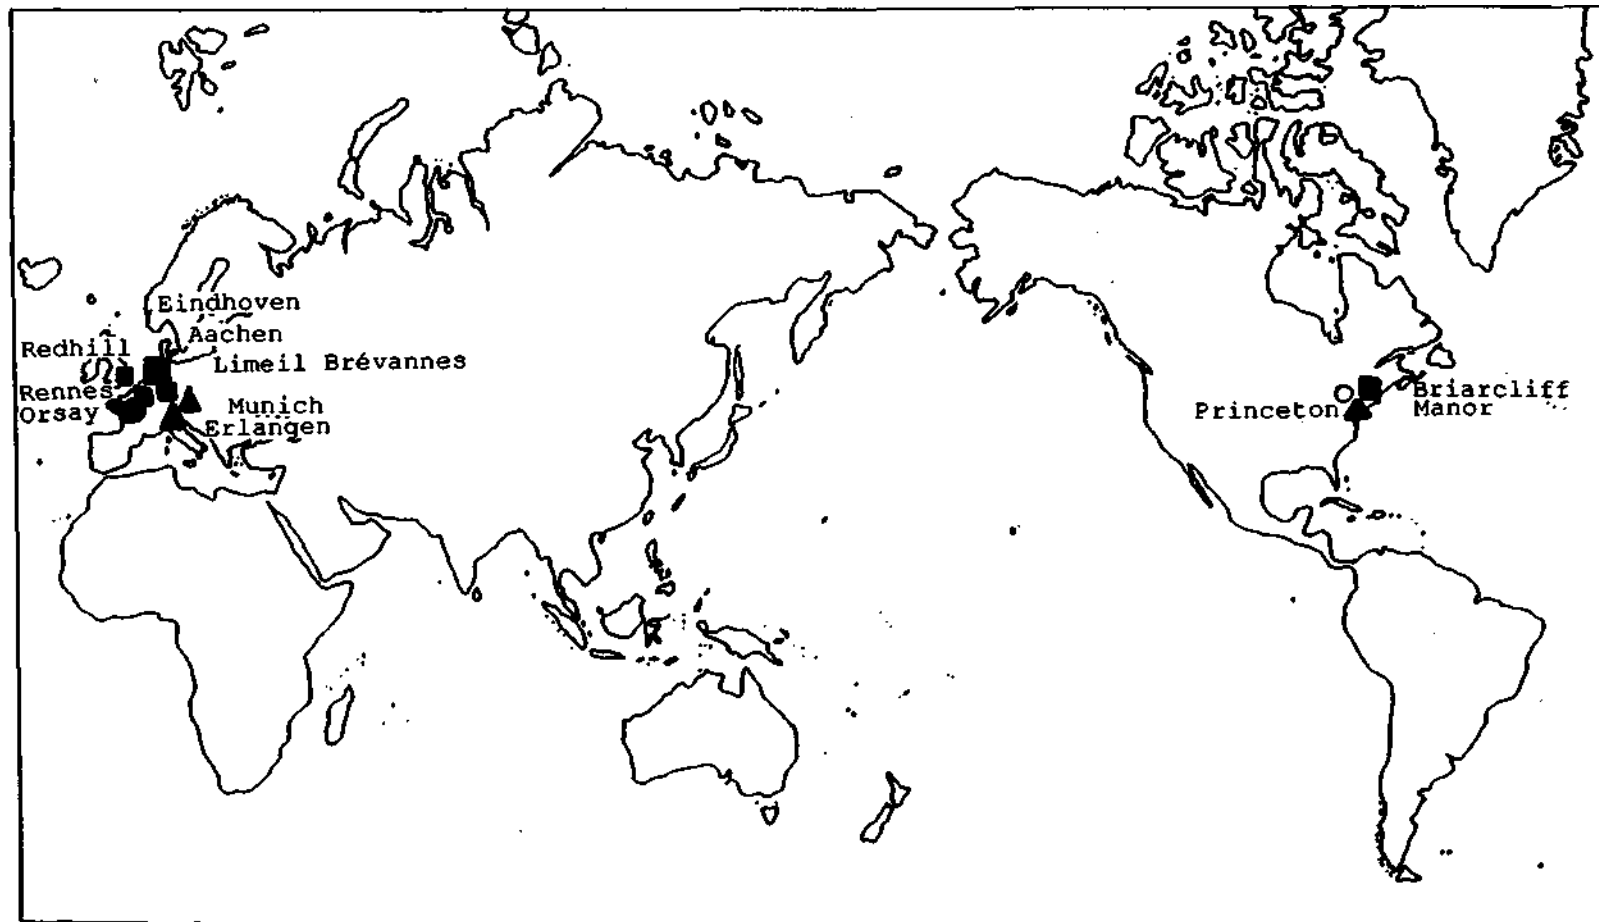 Eindhoven
Aachen
Redhill
Limeil Brévannes
Rennes
Orsay
Munich
Erlangen
Briarcliff
Manor
Princeton